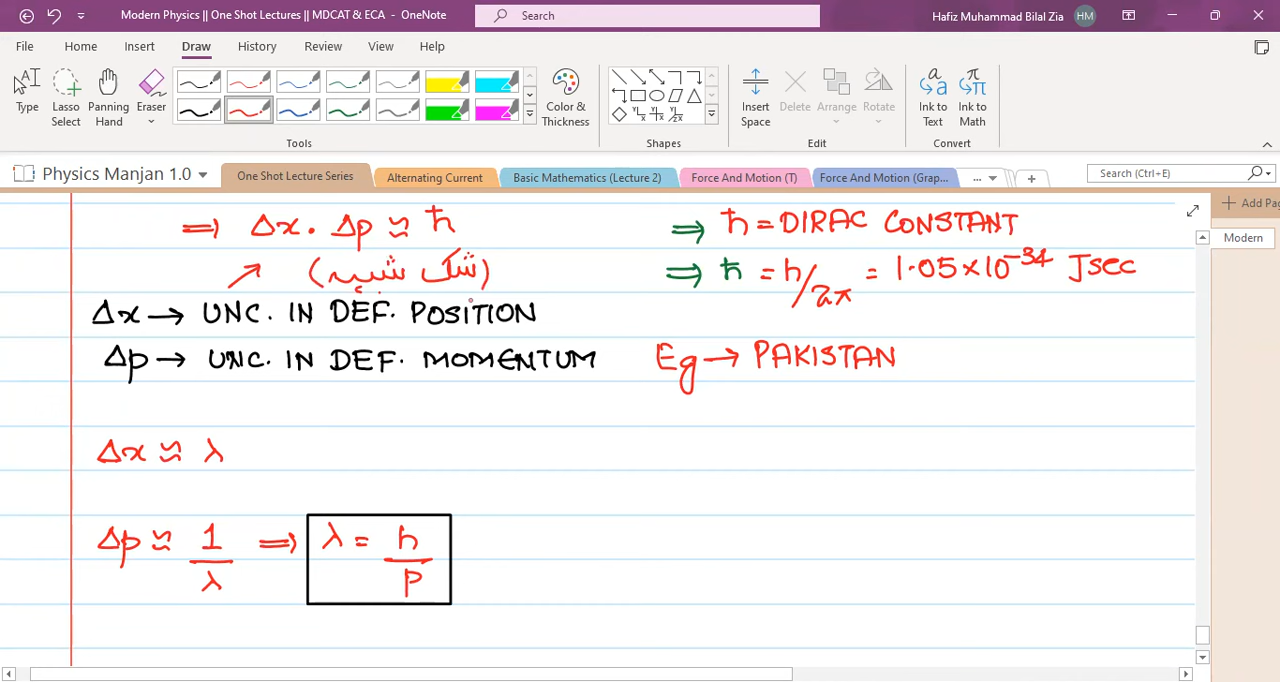 Modern Physics || One Shot Lectures || MDCAT & ECA - OneNote
Search
Hafiz Muhammad Bilal Zia
HM
File Home Insert Draw History Review View Help
Type
Lasso Select
Panning Hand
Eraser
Color & Thickness
Insert Space
Delete
Arrange
Rotate
Ink to Text
Ink to Math
Tools
Shapes
Edit
Convert
Physics Manjan 1.0
One Shot Lecture Series
Alternating Current
Basic Mathematics (Lecture 2)
Force And Motion (T)
Force And Motion (Grap...
...
Search (Ctrl+E)
Add Pag
Modern
⇒ Δx . Δp ≈ ħ
(شک شبہہ)
Δx → UNC. IN DEF. POSITION
Δp → UNC. IN DEF. MOMENTUM
⇒ ħ = DIRAC CONSTANT
⇒ ħ = h/2π = 1.05×10⁻³⁴ Jsec
Eg → PAKISTAN
Δx ≈ λ
Δp ≈ 1/λ ⇒ λ = h/p